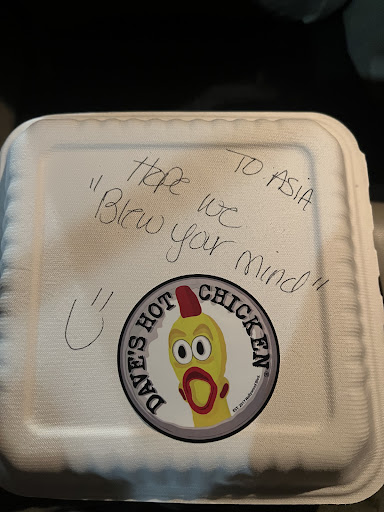 TO ASIA
"Hope we
Blew your mind"
DAVE'S HOT CHICKEN